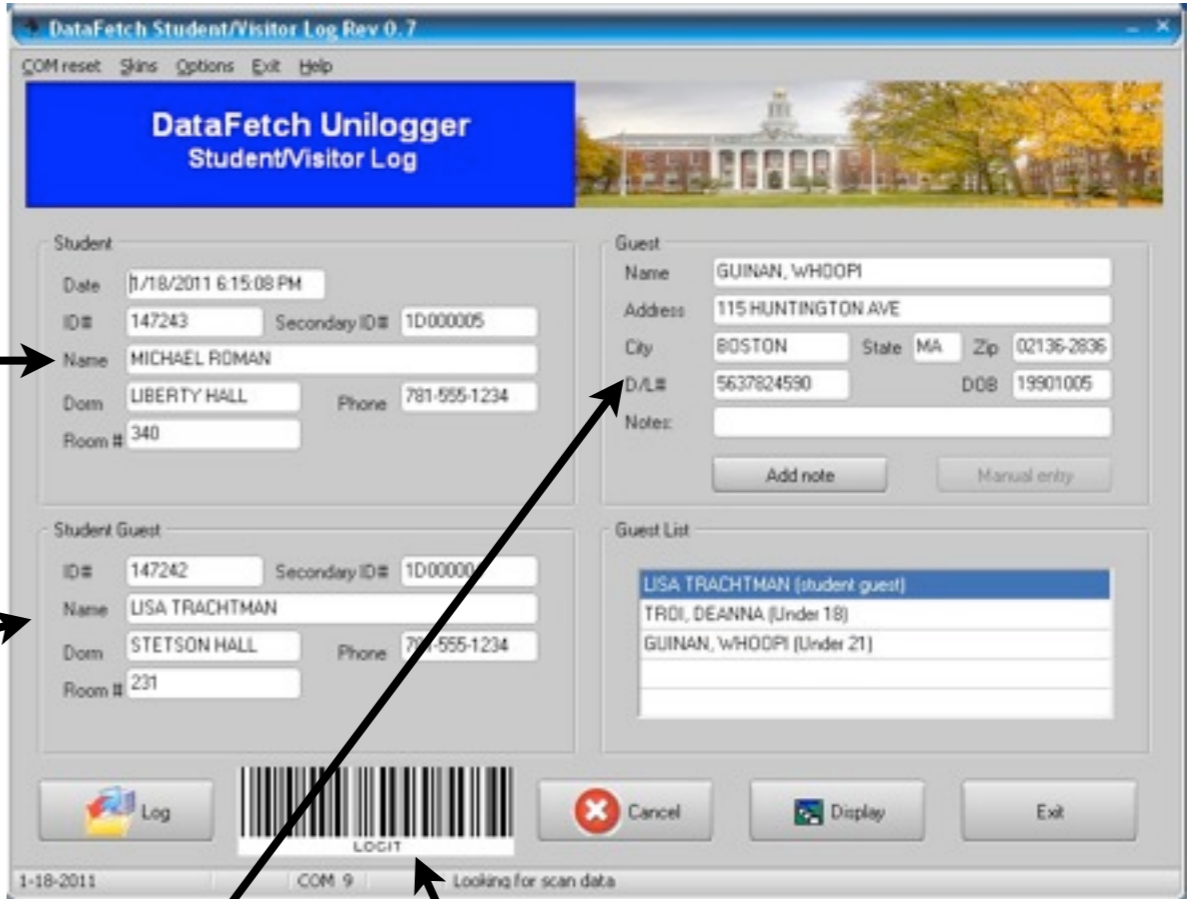 DataFetch Student/Visitor Log Rev 0.7
COM reset Skins Options Exit Help
DataFetch Unilogger
Student/Visitor Log
Student
Date 1/18/2011 6:15:08 PM
ID# 147243 Secondary ID# 1D000005
Name MICHAEL ROMAN
Dorm LIBERTY HALL Phone 781-555-1234
Room # 340
Guest
Name GUINAN, WHOOPI
Address 115 HUNTINGTON AVE
City BOSTON State MA Zip 02136-2836
D/L# 5637824590 DOB 19901005
Notes:
Add note Manual entry
Student Guest
ID# 147242 Secondary ID#
Name LISA TRACHTMAN
Dorm STETSON HALL Phone 781-555-1234
Room # 231
Guest List
LISA TRACHTMAN (student guest)
TROI, DEANNA (Under 18)
GUINAN, WHOOPI (Under 21)
Log
LOGIT
Cancel Display Exit
1-18-2011 COM 9 Looking for scan data